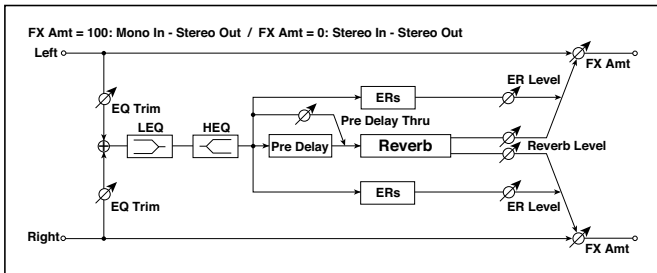 FX Amt = 100: Mono In - Stereo Out / FX Amt = 0: Stereo In - Stereo Out
Left
FX Amt
EQ Trim
ERs
ER Level
LEQ
HEQ
Pre Delay Thru
Pre Delay
Reverb
Reverb Level
EQ Trim
ERs
ER Level
Right
FX Amt